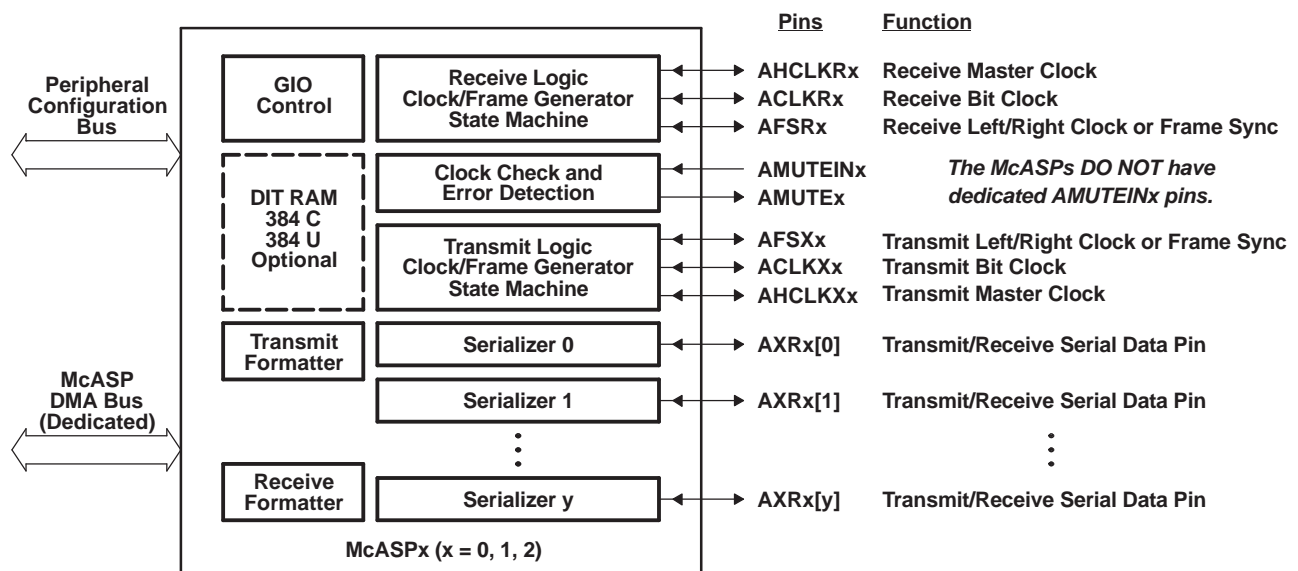 Pins Function
Peripheral
Configuration
Bus
GIO
Control
Receive Logic
Clock/Frame Generator
State Machine
AHCLKRx Receive Master Clock
ACLKRx Receive Bit Clock
AFSRx Receive Left/Right Clock or Frame Sync
DIT RAM
384 C
384 U
Optional
Clock Check and
Error Detection
AMUTEINx
AMUTEx
The McASPs DO NOT have
dedicated AMUTEINx pins.
Transmit Logic
Clock/Frame Generator
State Machine
AFSXx Transmit Left/Right Clock or Frame Sync
ACLKXx Transmit Bit Clock
AHCLKXx Transmit Master Clock
Transmit
Formatter
Serializer 0
AXRx[0] Transmit/Receive Serial Data Pin
McASP
DMA Bus
(Dedicated)
Serializer 1
AXRx[1] Transmit/Receive Serial Data Pin
Receive
Formatter
Serializer y
AXRx[y] Transmit/Receive Serial Data Pin
McASPx (x = 0, 1, 2)